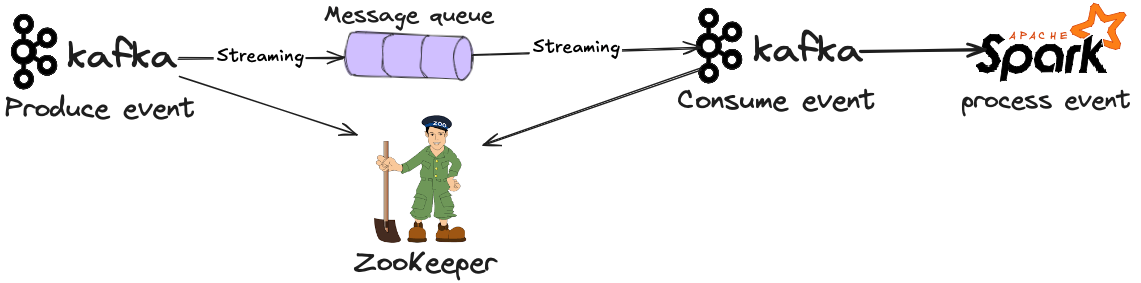 Message queue
kafka
Streaming
Streaming
kafka
APACHE
Spark
Produce event
Consume event
process event
ZOO
ZooKeeper